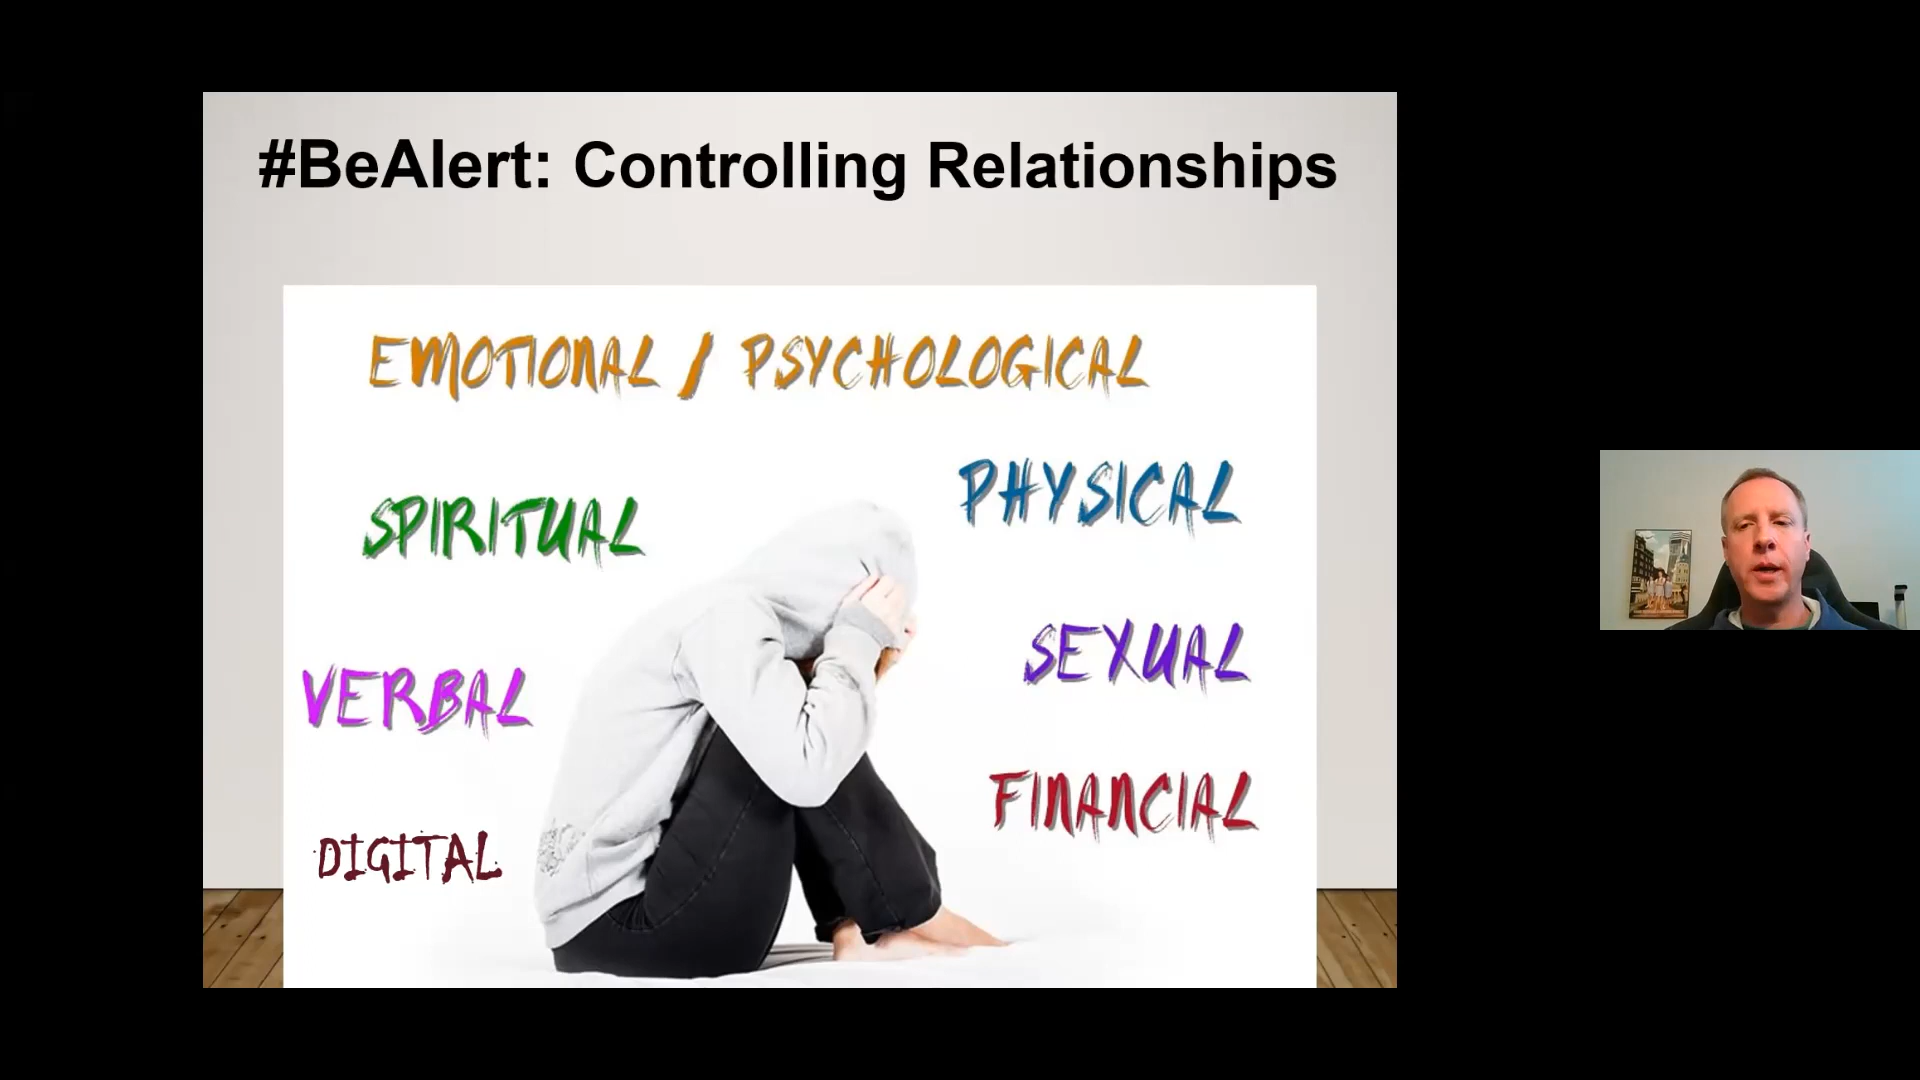 #BeAlert: Controlling Relationships
EMOTIONAL / PSYCHOLOGICAL
SPIRITUAL
PHYSICAL
VERBAL
SEXUAL
DIGITAL
FINANCIAL